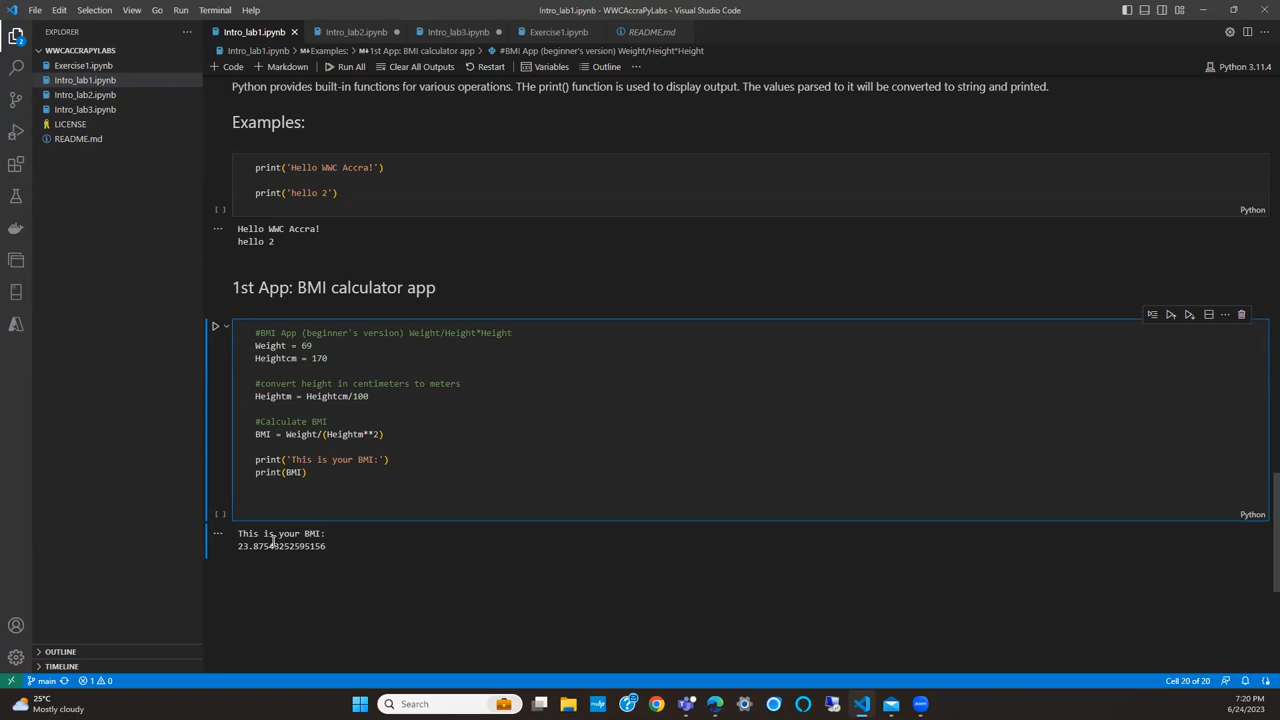 File Edit Selection View Go Run Terminal Help
Intro_lab1.ipynb - WWCAccraPyLabs - Visual Studio Code
EXPLORER
WWCACCRAPYLABS
Exercise1.ipynb
Intro_lab1.ipynb
Intro_lab2.ipynb
Intro_lab3.ipynb
LICENSE
README.md
OUTLINE
TIMELINE
Intro_lab1.ipynb Intro_lab2.ipynb Intro_lab3.ipynb Exercise1.ipynb README.md
Intro_lab1.ipynb > Examples: > 1st App: BMI calculator app > #BMI App (beginner's version) Weight/Height*Height
+ Code + Markdown Run All Clear All Outputs Restart Variables Outline ... Python 3.11.4
Python provides built-in functions for various operations. THe print() function is used to display output. The values parsed to it will be converted to string and printed.
Examples:
print('Hello WWC Accra!')
print('hello 2')
[ ] Python
Hello WWC Accra!
hello 2
1st App: BMI calculator app
#BMI App (beginner's version) Weight/Height*Height
Weight = 69
Heightcm = 170
#convert height in centimeters to meters
Heightm = Heightcm/100
#Calculate BMI
BMI = Weight/(Heightm**2)
print('This is your BMI:')
print(BMI)
[ ] Python
This is your BMI:
23.87543252595156
main 1 0 Cell 20 of 20
25°C
Mostly cloudy
Search
7:20 PM
6/24/2023